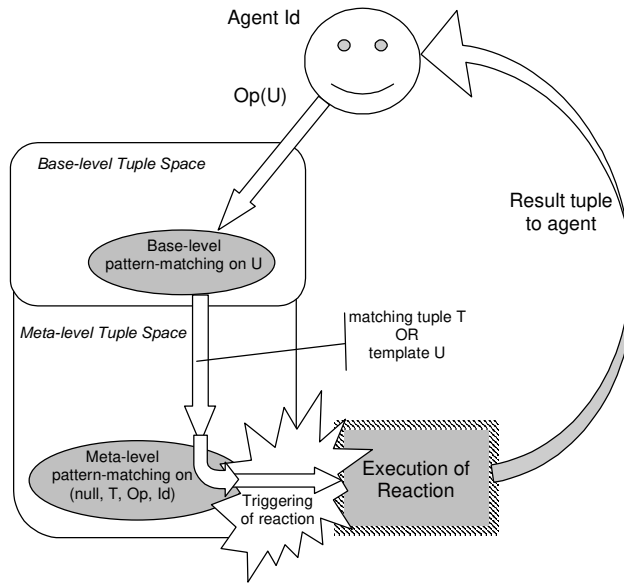 Agent Id
Op(U)
Base-level Tuple Space
Base-level
pattern-matching on U
Result tuple
to agent
Meta-level Tuple Space
matching tuple T
OR
template U
Meta-level
pattern-matching on
(null, T, Op, Id)
Triggering
of reaction
Execution of
Reaction